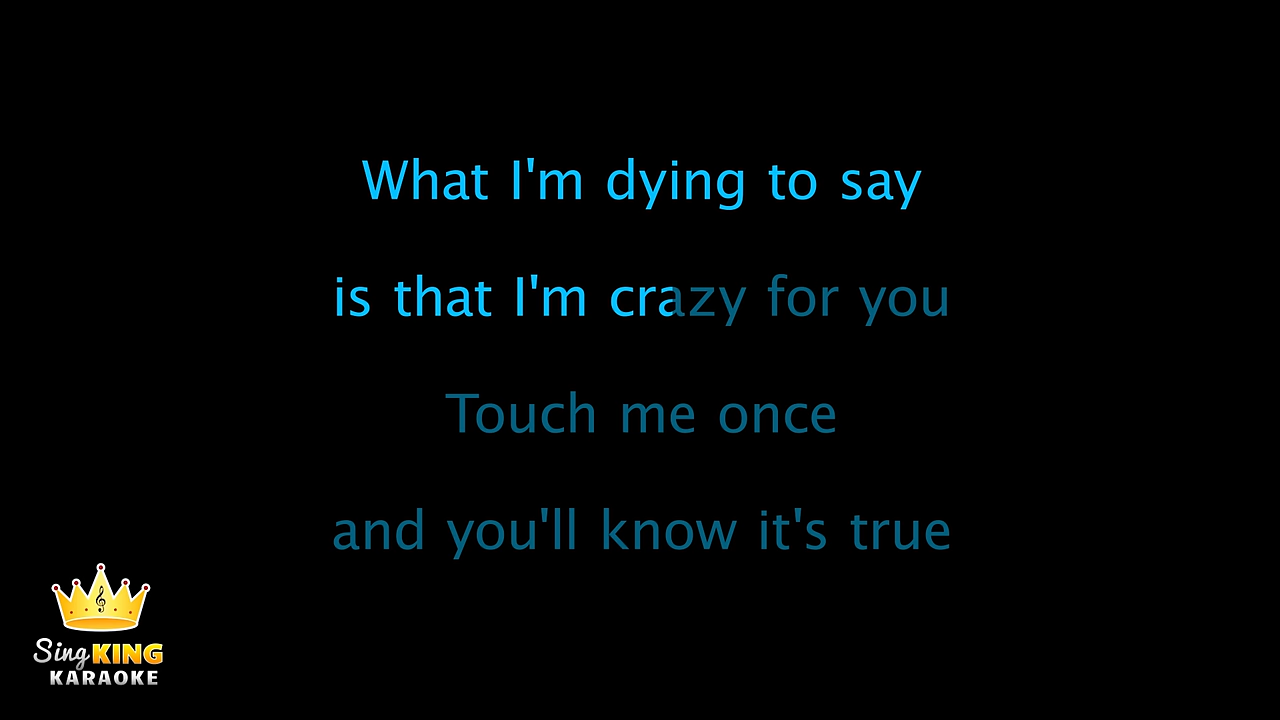 What I'm dying to say
is that I'm crazy for you
Touch me once
and you'll know it's true
Sing KING
KARAOKE